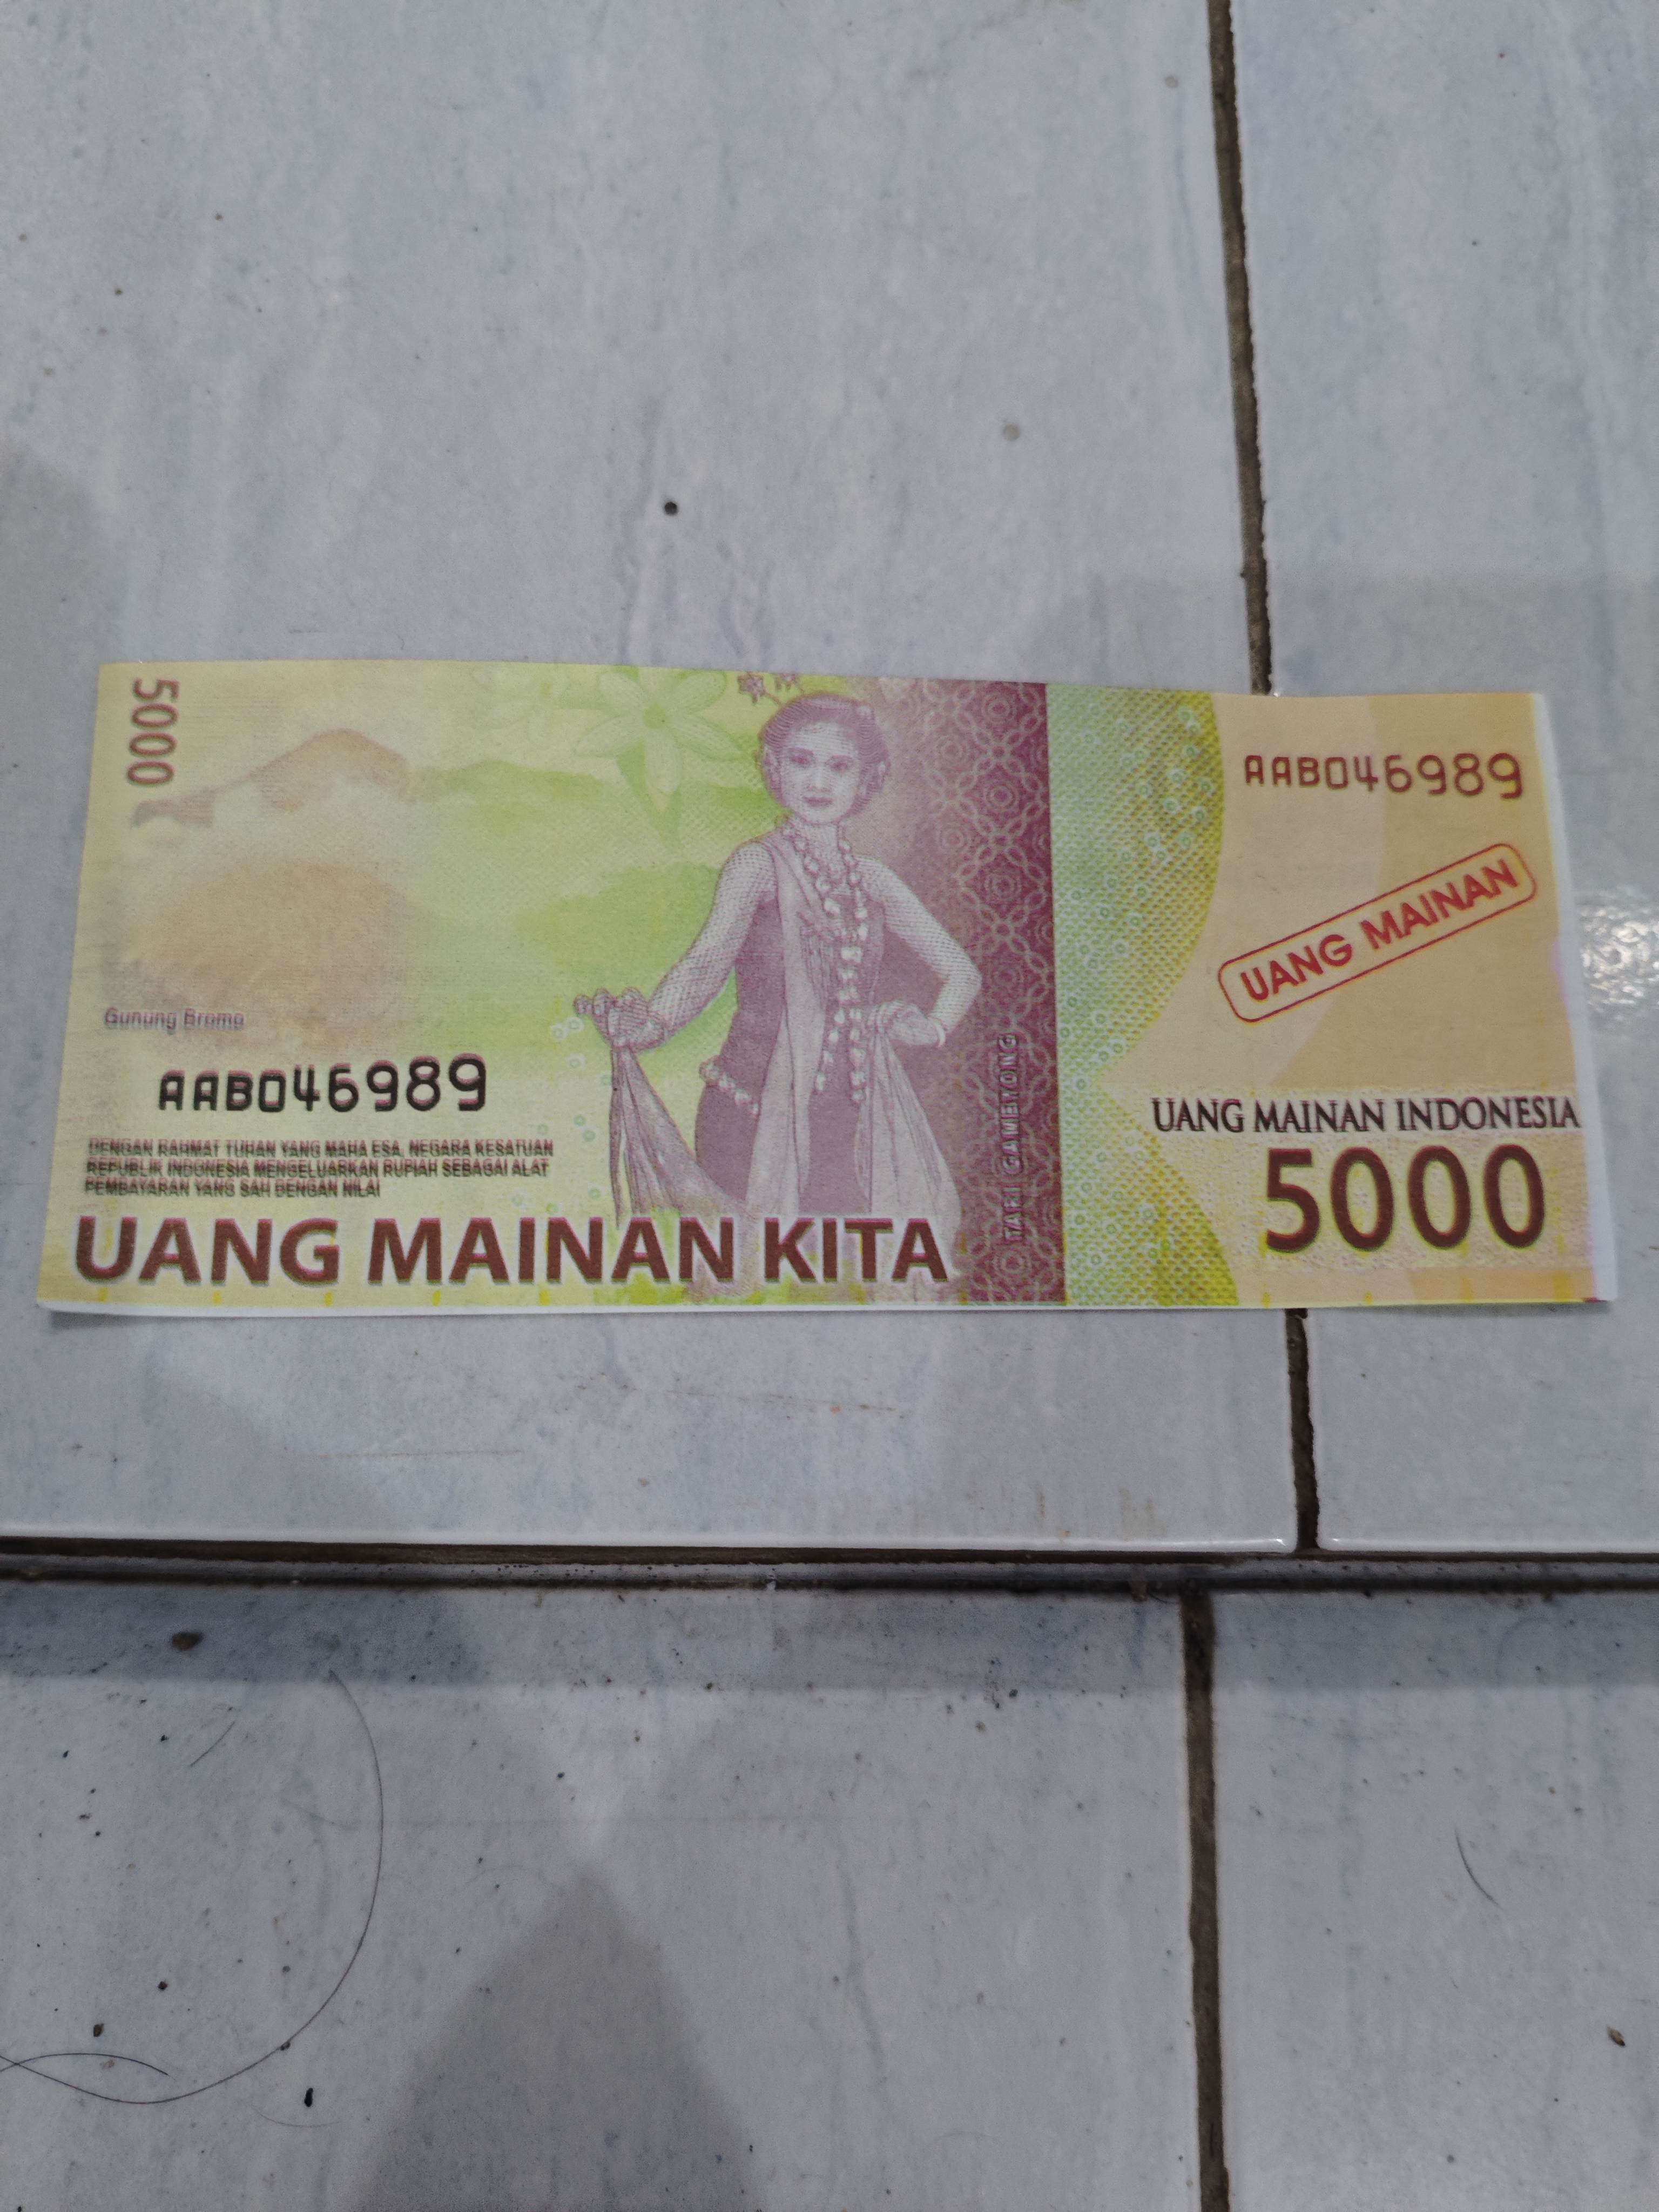 5000
AAB046989
UANG MAINAN
Gunung Bromo
AAB046989
DENGAN RAHMAT TUHAN YANG MAHA ESA, NEGARA KESATUAN
REPUBLIK INDONESIA MENGELUARKAN RUPIAH SEBAGAI ALAT
PEMBAYARAN YANG SAH DENGAN NILAI
UANG MAINAN KITA
TARI GAMBYONG
UANG MAINAN INDONESIA
5000